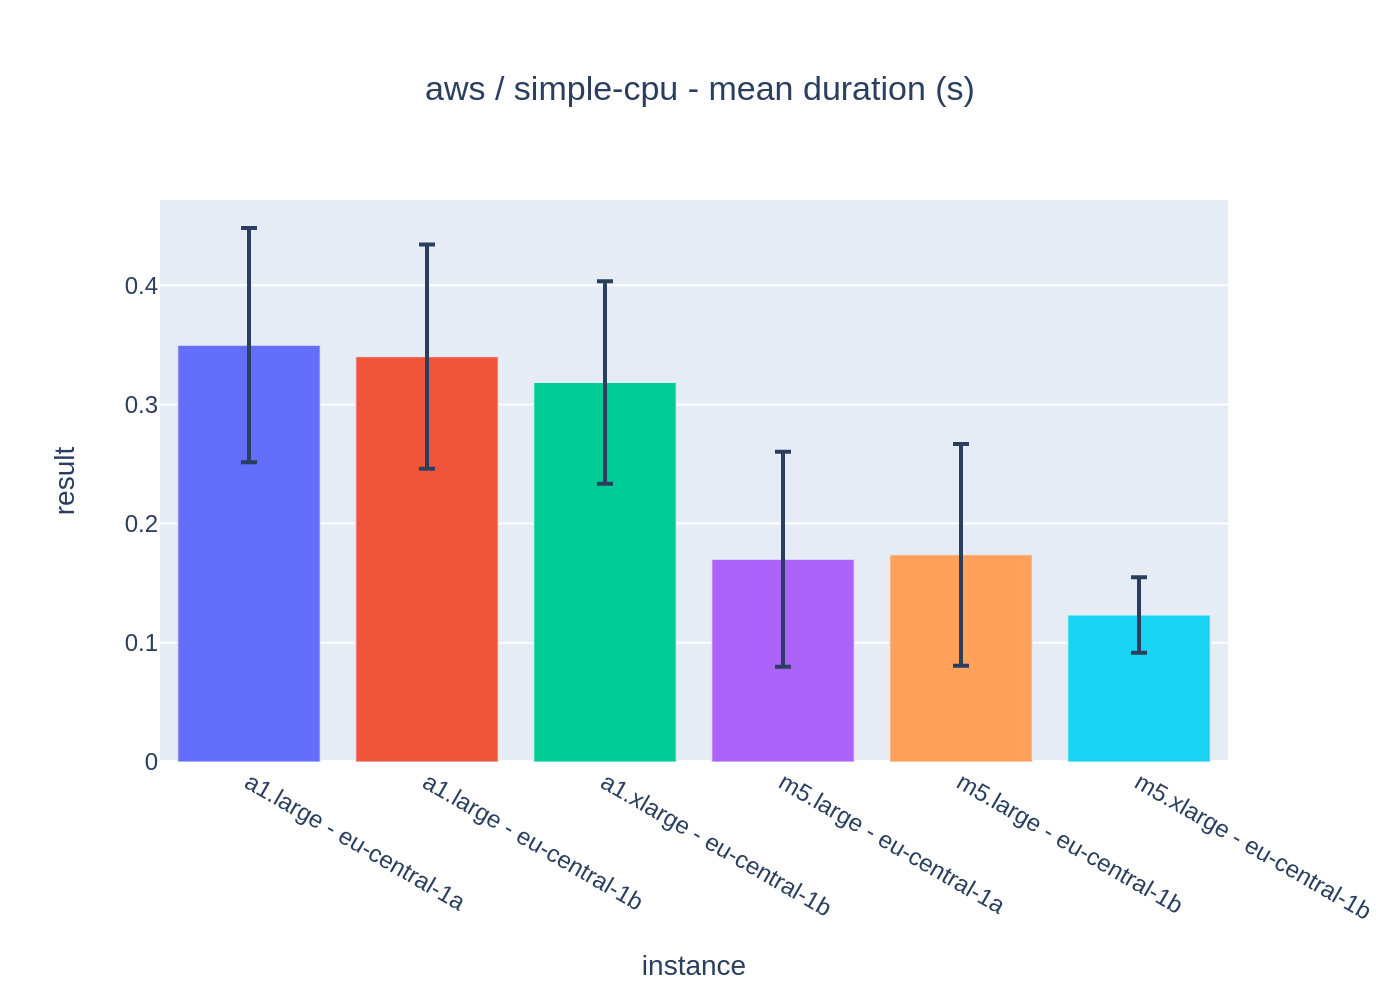 aws / simple-cpu - mean duration (s)
result
0.4
0.3
0.2
0.1
0
a1.large - eu-central-1a
a1.large - eu-central-1b
a1.xlarge - eu-central-1b
m5.large - eu-central-1a
m5.large - eu-central-1b
m5.xlarge - eu-central-1b
instance